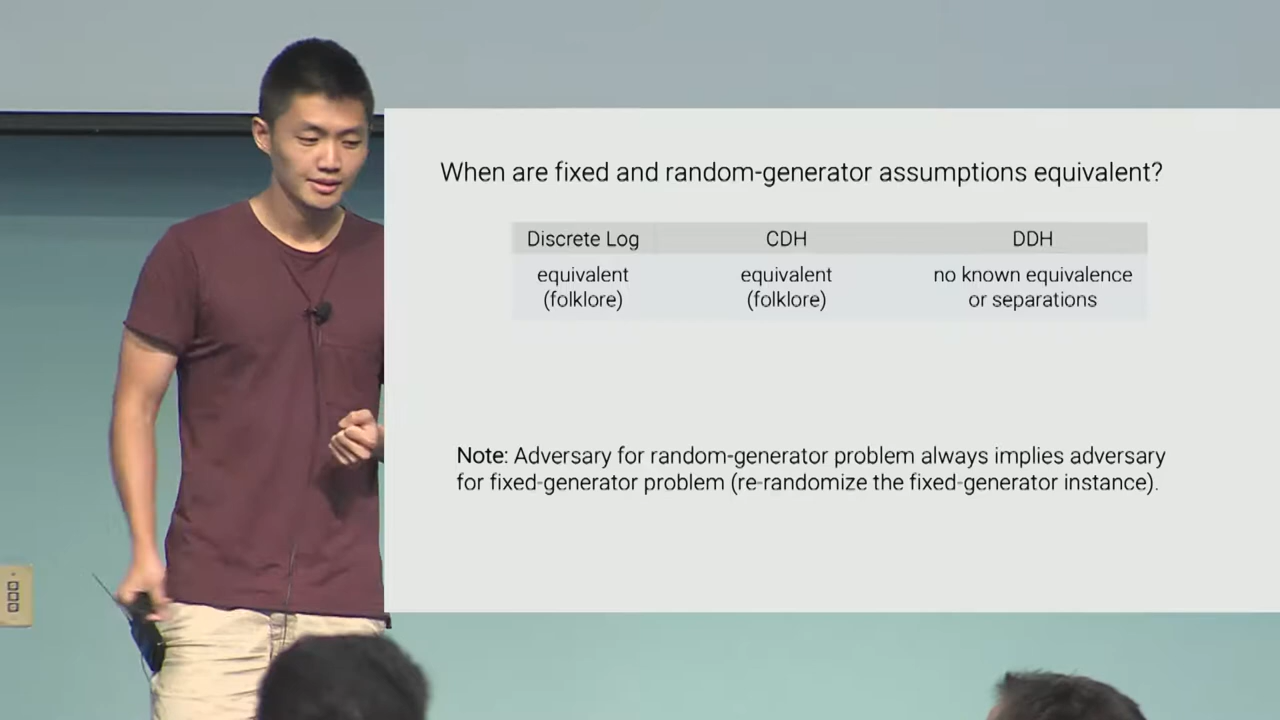 When are fixed and random-generator assumptions equivalent?
Discrete Log CDH DDH
equivalent equivalent no known equivalence
(folklore) (folklore) or separations
Note: Adversary for random-generator problem always implies adversary
for fixed-generator problem (re-randomize the fixed-generator instance).